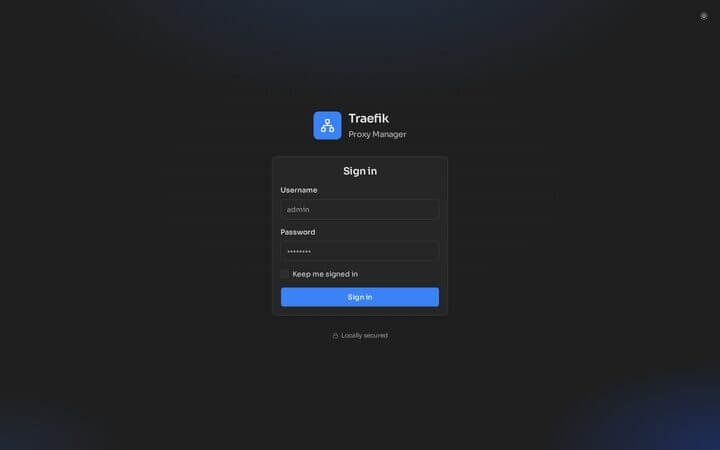 Traefik
Proxy Manager
Sign in
Username
admin
Password
••••••••
Keep me signed in
Sign in
Locally secured